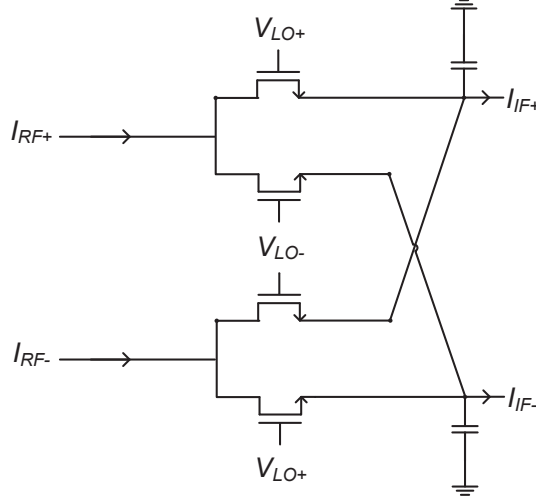 V_LO+
I_IF+
I_RF+
V_LO-
I_RF-
I_IF-
V_LO+